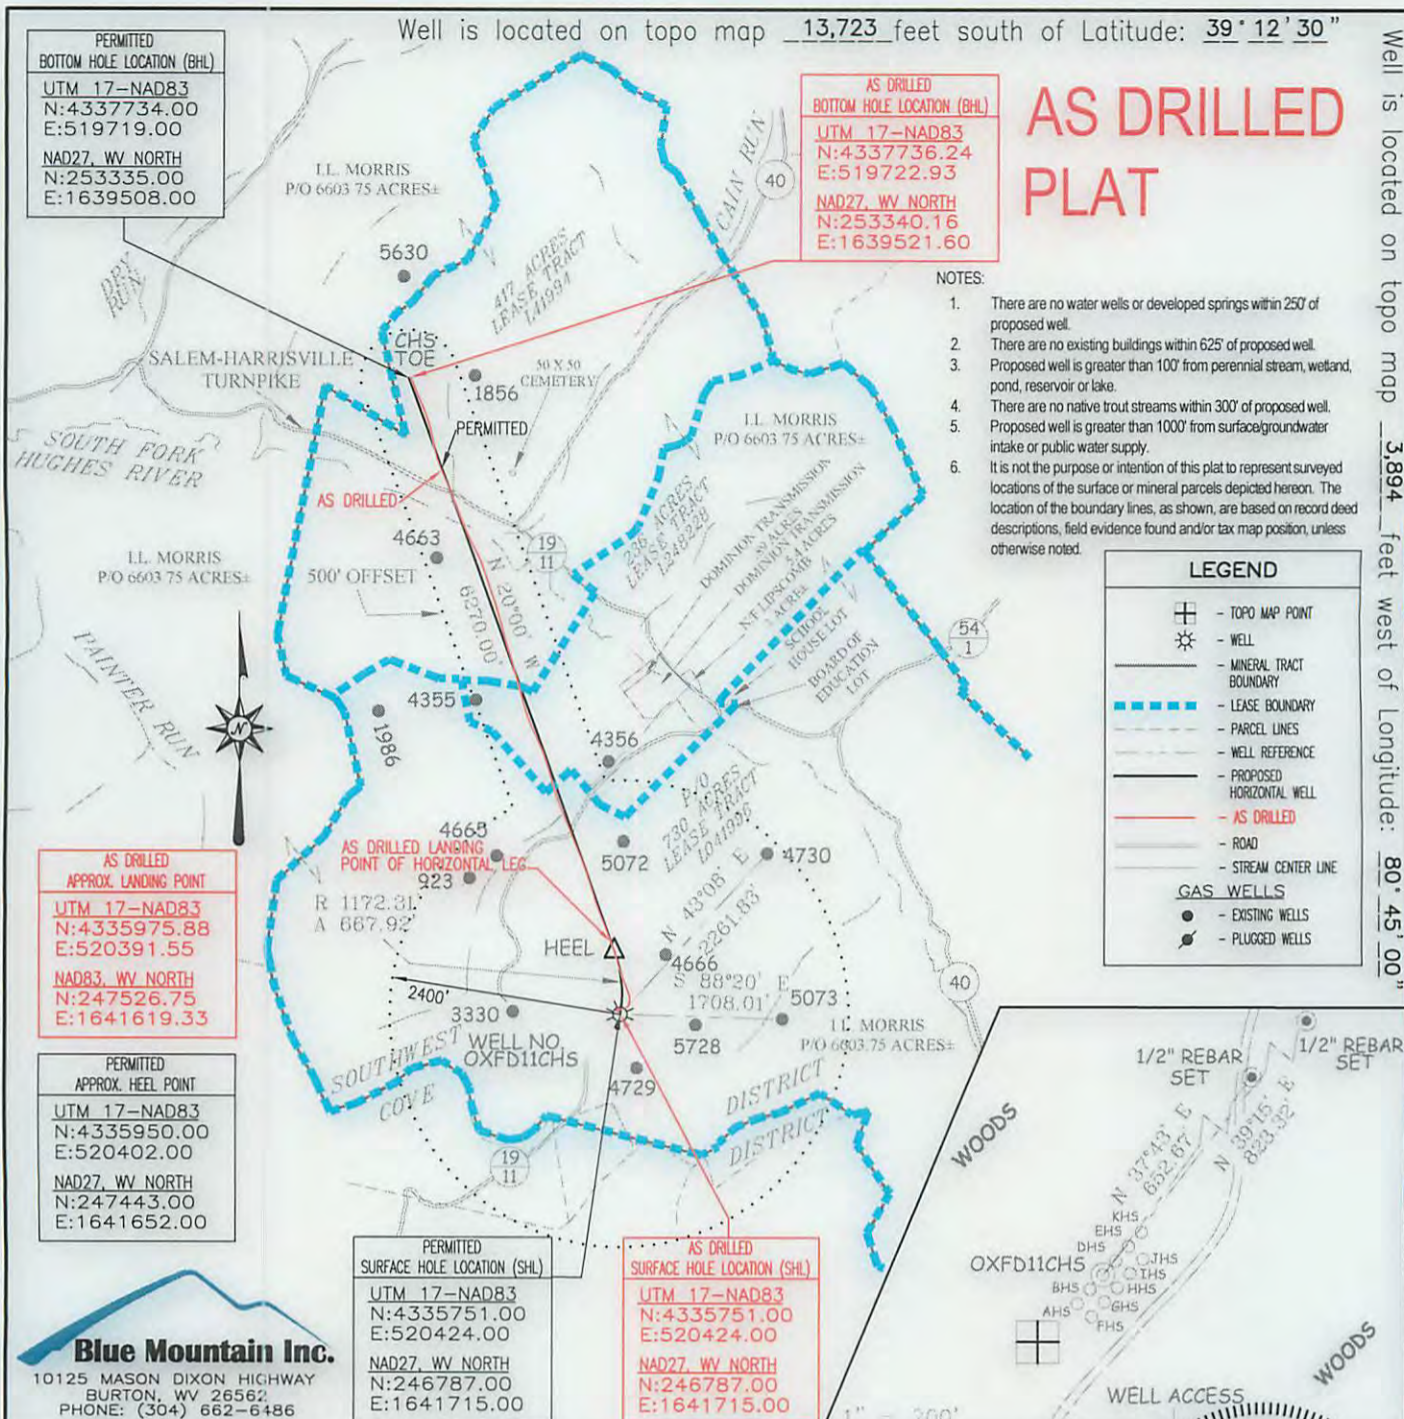 Well is located on topo map 13,723 feet south of Latitude: 39°12'30"
Well is located on topo map 3,894 feet west of Longitude: 80° 45' 00"
PERMITTED
BOTTOM HOLE LOCATION (BHL)
UTM 17-NAD83
N:4337734.00
E:519719.00
NAD27, WV NORTH
N:253335.00
E:1639508.00
AS DRILLED
BOTTOM HOLE LOCATION (BHL)
UTM 17-NAD83
N:4337736.24
E:519722.93
NAD27, WV NORTH
N:253340.16
E:1639521.60
AS DRILLED
PLAT
NOTES:
1. There are no water wells or developed springs within 250' of
proposed well.
2. There are no existing buildings within 625' of proposed well.
3. Proposed well is greater than 100' from perennial stream, wetland,
pond, reservoir or lake.
4. There are no native trout streams within 300' of proposed well.
5. Proposed well is greater than 1000' from surface/groundwater
intake or public water supply.
6. It is not the purpose or intention of this plat to represent surveyed
locations of the surface or mineral parcels depicted hereon. The
location of the boundary lines, as shown, are based on record deed
descriptions, field evidence found and/or tax map position, unless
otherwise noted.
LEGEND
- TOPO MAP POINT
- WELL
- MINERAL TRACT
BOUNDARY
- LEASE BOUNDARY
- PARCEL LINES
- WELL REFERENCE
- PROPOSED
HORIZONTAL WELL
- AS DRILLED
- ROAD
- STREAM CENTER LINE
GAS WELLS
- EXISTING WELLS
- PLUGGED WELLS
I.L. MORRIS
P/O 6603.75 ACRES±
CAIN RUN
40
5630
417 ACRES
LEASE TRACT
L41994
DRY
RUN
CHS
TOE
SALEM-HARRISVILLE
TURNPIKE
50 X 50
CEMETERY
1856
PERMITTED
I.L. MORRIS
P/O 6603.75 ACRES±
SOUTH FORK
HUGHES RIVER
AS DRILLED
236 ACRES
LEASE TRACT
L248228
DOMINION TRANSMISSION
DOMINION TRANSMISSION
5.4 ACRES
N/F LIPSCOMB
SCHOOL
HOUSE LOT
BOARD OF
EDUCATION
LOT
54
1
4663
19
11
I.L. MORRIS
P/O 6603.75 ACRES±
500' OFFSET
N 20°00' W
6270.00'
PAINTER RUN
N
4355
1986
4356
P/O
730 ACRES
LEASE TRACT
L041996
4665
AS DRILLED LANDING
POINT OF HORIZONTAL LEG
923
5072
4730
R 1172.31'
A 667.92'
N 43°08' E
2261.83'
HEEL
4666
S 88°20' E
1708.01'
5073
40
2400'
3330
WELL NO.
OXFD11CHS
5728
I.L. MORRIS
P/O 6603.75 ACRES±
4729
SOUTHWEST
COVE
DISTRICT
DISTRICT
19
11
AS DRILLED
APPROX. LANDING POINT
UTM 17-NAD83
N:4335975.88
E:520391.55
NAD83, WV NORTH
N:247526.75
E:1641619.33
PERMITTED
APPROX. HEEL POINT
UTM 17-NAD83
N:4335950.00
E:520402.00
NAD27, WV NORTH
N:247443.00
E:1641652.00
PERMITTED
SURFACE HOLE LOCATION (SHL)
UTM 17-NAD83
N:4335751.00
E:520424.00
NAD27, WV NORTH
N:246787.00
E:1641715.00
AS DRILLED
SURFACE HOLE LOCATION (SHL)
UTM 17-NAD83
N:4335751.00
E:520424.00
NAD27, WV NORTH
N:246787.00
E:1641715.00
Blue Mountain Inc.
10125 MASON DIXON HIGHWAY
BURTON, WV 26562
PHONE: (304) 662-6486
1/2" REBAR
SET
1/2" REBAR
SET
WOODS
N 37°43' E
652.67'
N 39°15' E
823.32'
KHS
EHS
DHS
OXFD11CHS
JHS
IHS
BHS
HHS
AHS
GHS
FHS
WOODS
WELL ACCESS